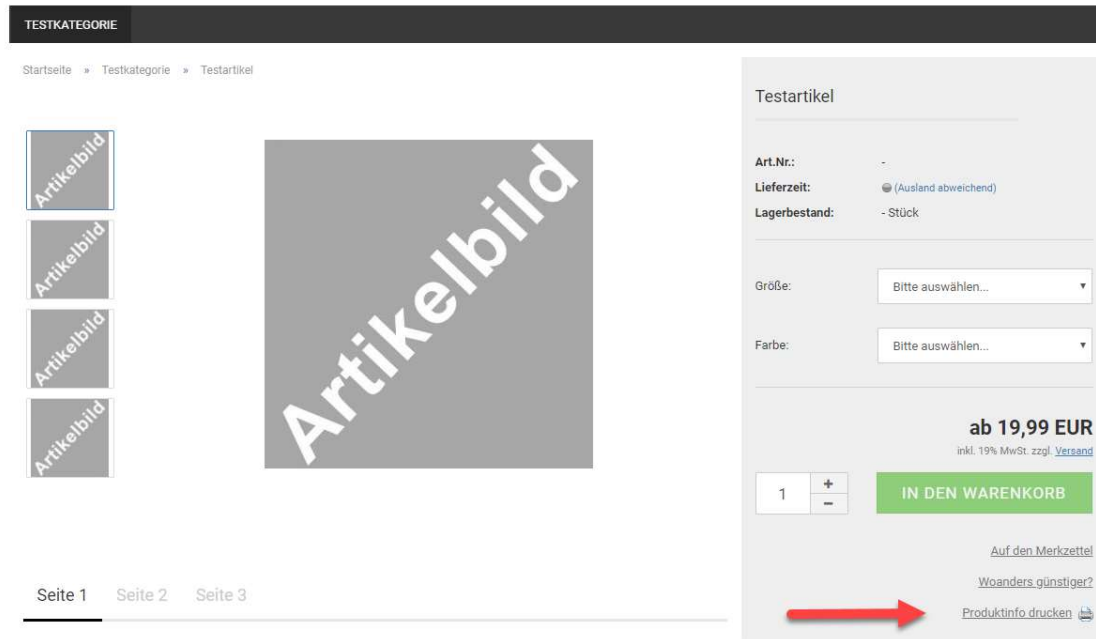 TESTKATEGORIE
Startseite » Testkategorie » Testartikel
Artikelbild
Artikelbild
Artikelbild
Artikelbild
Artikelbild
Seite 1 Seite 2 Seite 3
Testartikel
Art.Nr.: -
Lieferzeit: (Ausland abweichend)
Lagerbestand: - Stück
Größe: Bitte auswählen...
Farbe: Bitte auswählen...
ab 19,99 EUR
inkl. 19% MwSt. zzgl. Versand
1 + −
IN DEN WARENKORB
Auf den Merkzettel
Woanders günstiger?
Produktinfo drucken